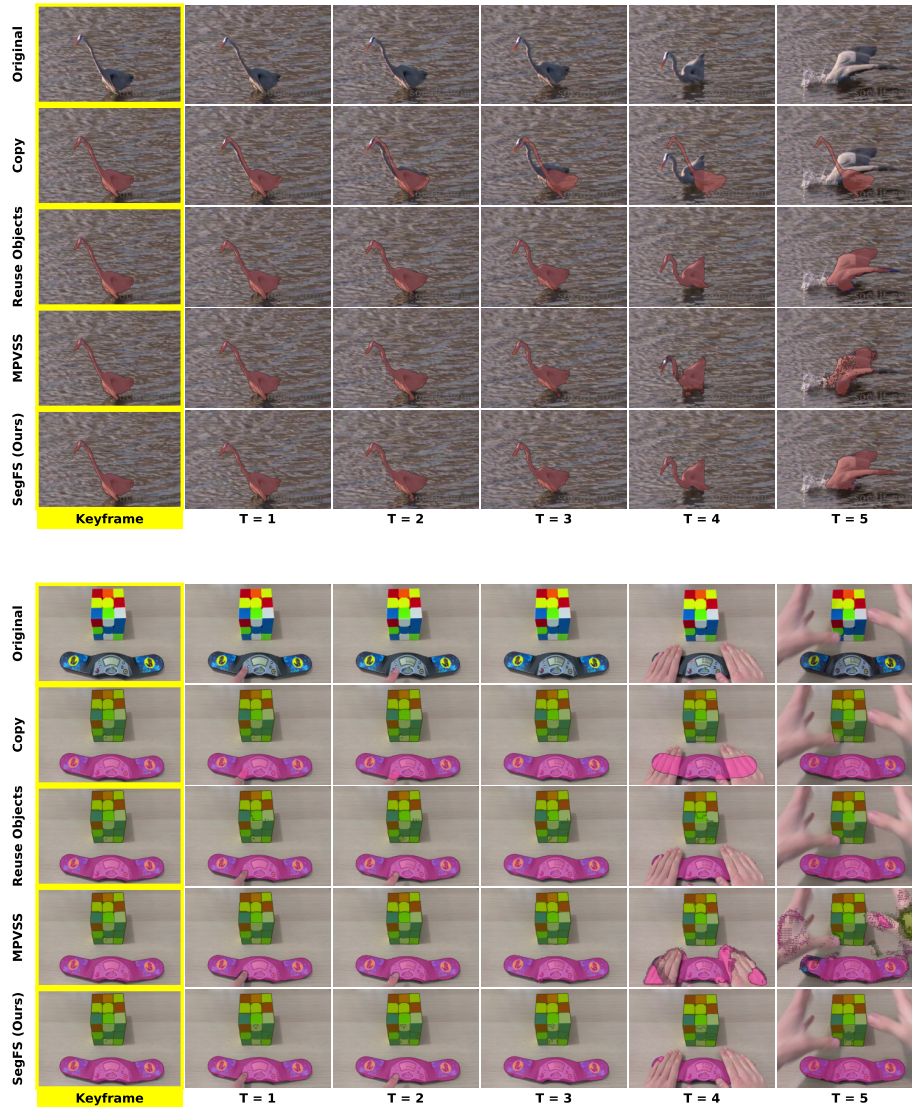 Original
Copy
Reuse Objects
MPVSS
SegFS (Ours)
Keyframe
T = 1
T = 2
T = 3
T = 4
T = 5
Original
Copy
Reuse Objects
MPVSS
SegFS (Ours)
Keyframe
T = 1
T = 2
T = 3
T = 4
T = 5